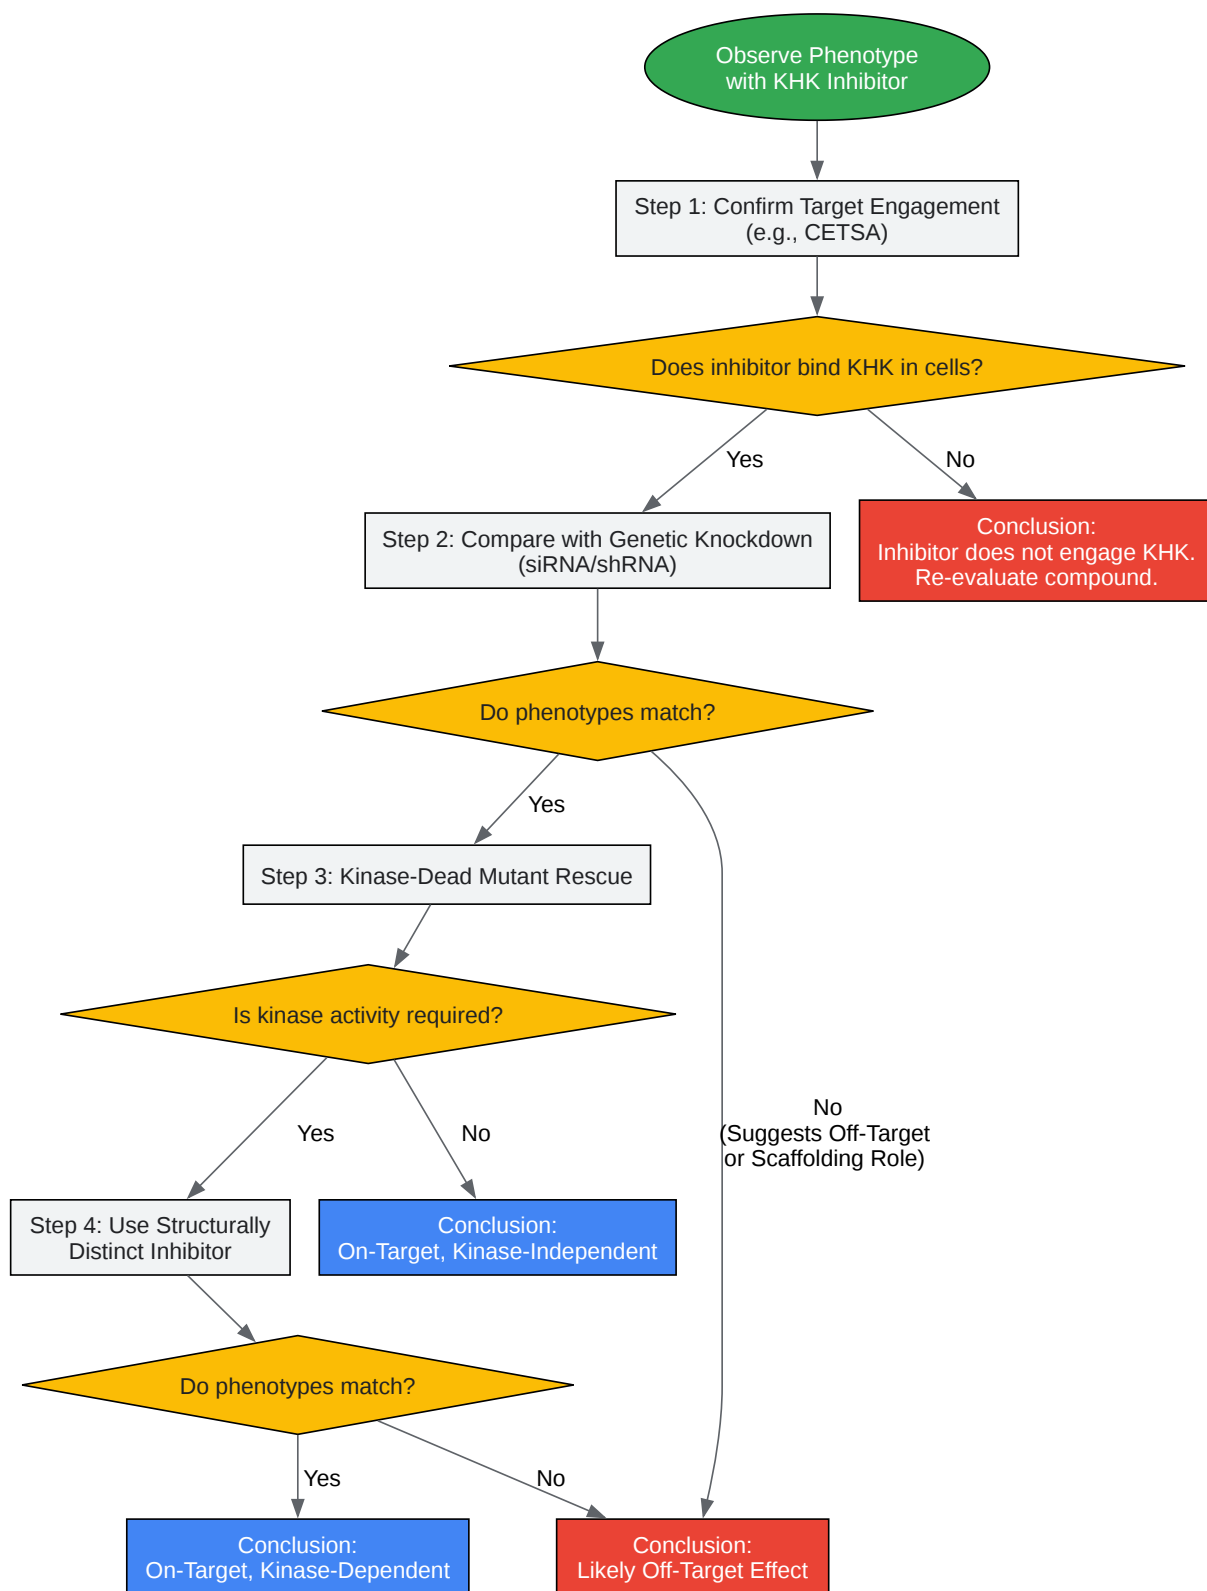 Observe Phenotype
with KHK Inhibitor
Step 1: Confirm Target Engagement
(e.g., CETSA)
Does inhibitor bind KHK in cells?
Yes
No
Step 2: Compare with Genetic Knockdown
(siRNA/shRNA)
Conclusion:
Inhibitor does not engage KHK.
Re-evaluate compound.
Do phenotypes match?
Yes
Step 3: Kinase-Dead Mutant Rescue
Is kinase activity required?
No
(Suggests Off-Target
or Scaffolding Role)
Yes
No
Step 4: Use Structurally
Distinct Inhibitor
Conclusion:
On-Target, Kinase-Independent
Do phenotypes match?
Yes
No
Conclusion:
On-Target, Kinase-Dependent
Conclusion:
Likely Off-Target Effect